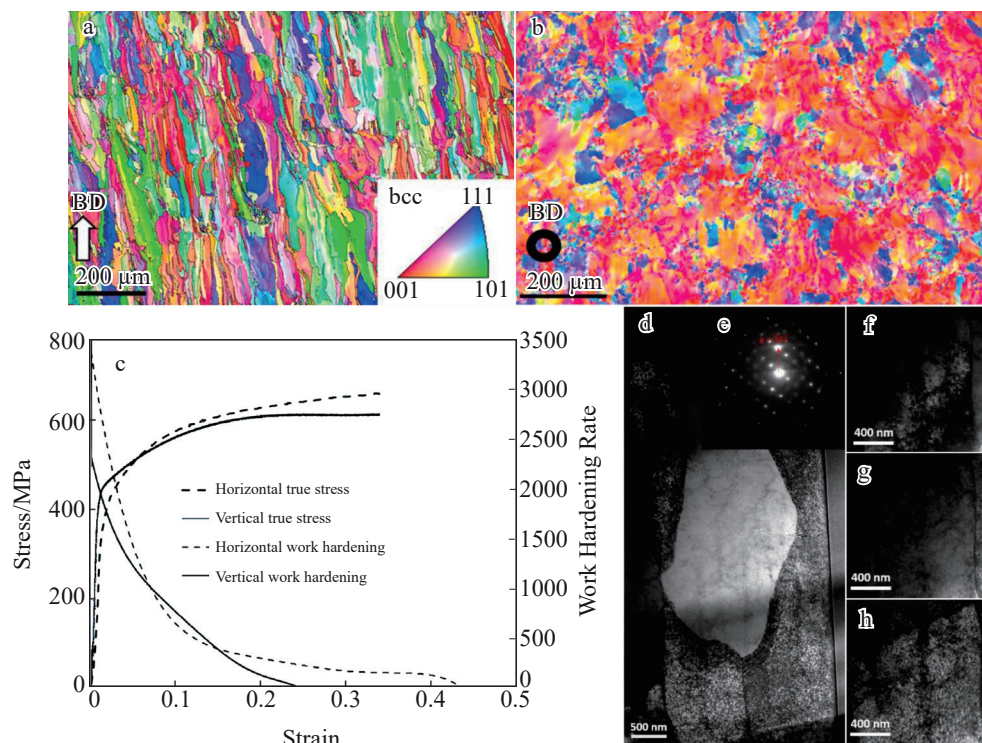 a
BD
200 μm
bcc
111
001
101
b
BD
200 μm
c
800
600
400
200
0
Stress/MPa
3500
3000
2500
2000
1500
1000
500
0
Work Hardening Rate
Horizontal true stress
Vertical true stress
Horizontal work hardening
Vertical work hardening
0
0.1
0.2
0.3
0.4
0.5
Strain
d
e
500 nm
f
400 nm
g
400 nm
h
400 nm